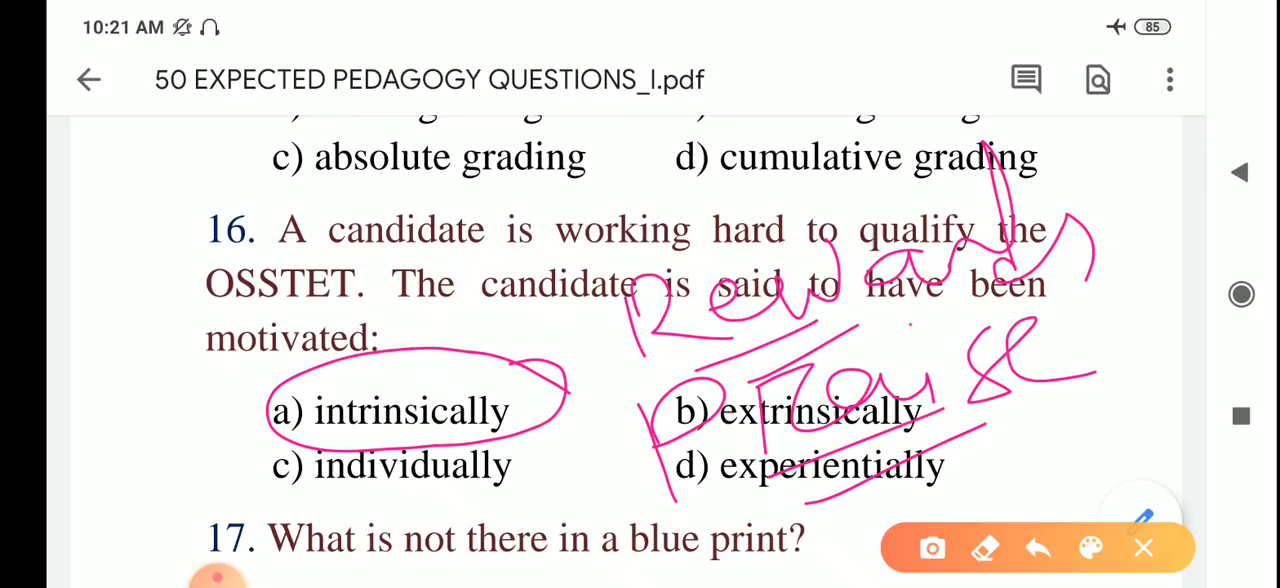 10:21 AM
85
50 EXPECTED PEDAGOGY QUESTIONS_I.pdf
c) absolute grading d) cumulative grading
16. A candidate is working hard to qualify the
OSSTET. The candidate is said to have been
motivated:
Rewards
a) intrinsically b) extrinsically
Praise
c) individually d) experientially
17. What is not there in a blue print?